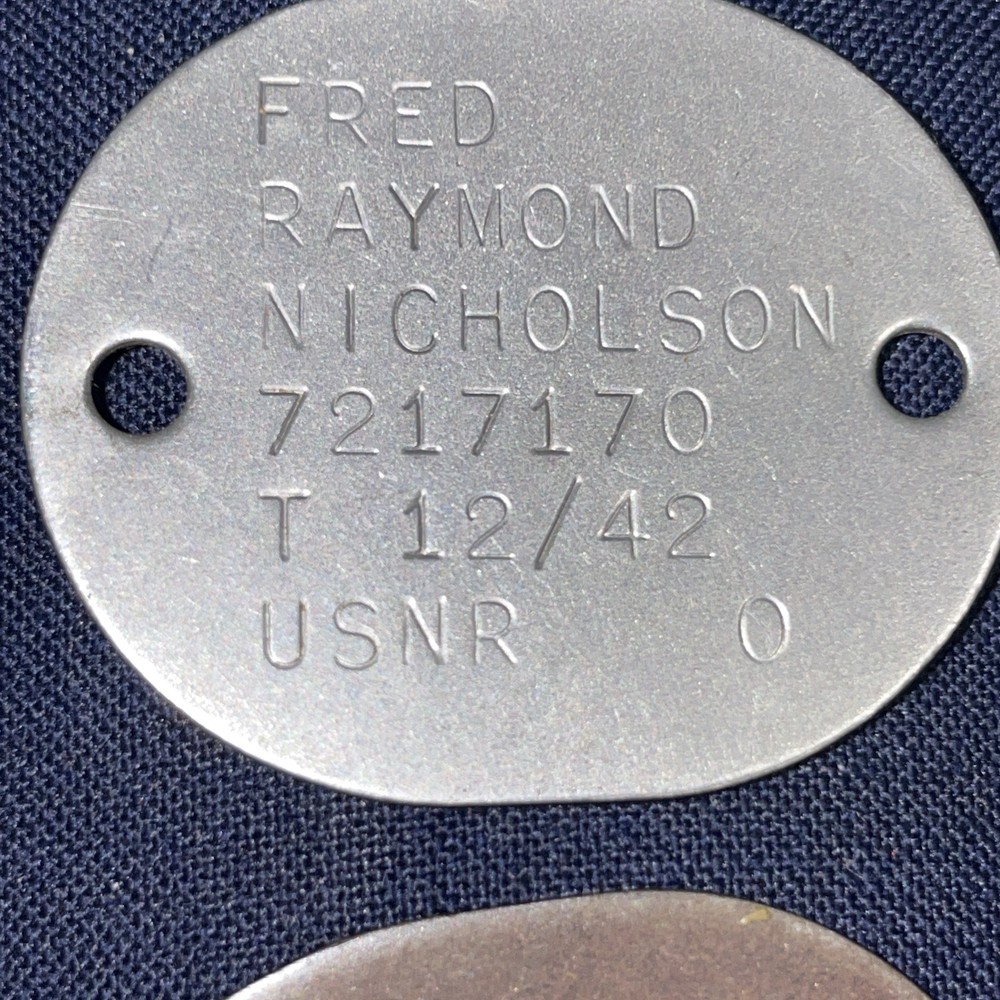 FRED
RAYMOND
NICHOLSON
7217170
T 12/42
USNR O